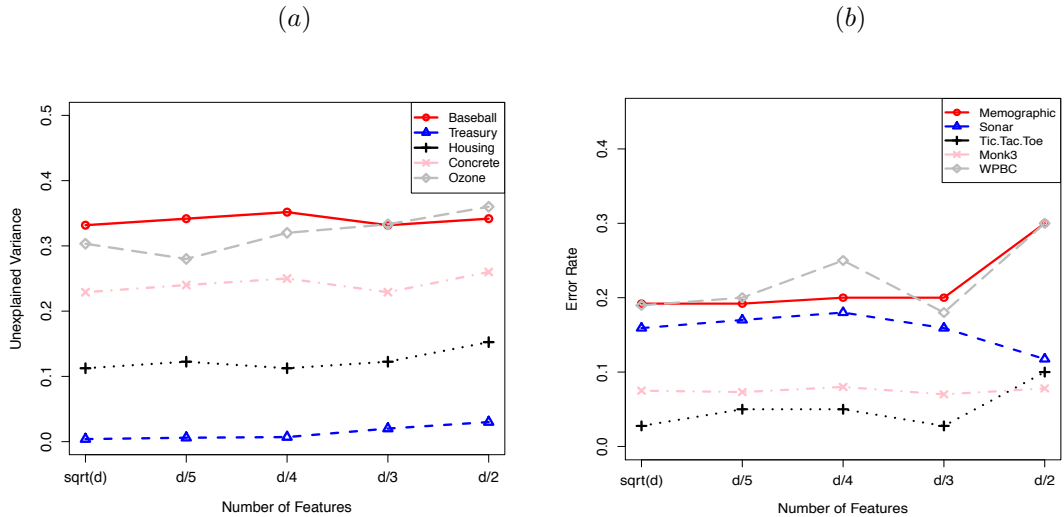 (a)
0.5
0.4
0.3
0.2
0.1
0.0
Unexplained Variance
Baseball
Treasury
Housing
Concrete
Ozone
sqrt(d)
d/5
d/4
d/3
d/2
Number of Features
(b)
0.4
0.3
0.2
0.1
0.0
Error Rate
Memographic
Sonar
Tic.Tac.Toe
Monk3
WPBC
sqrt(d)
d/5
d/4
d/3
d/2
Number of Features